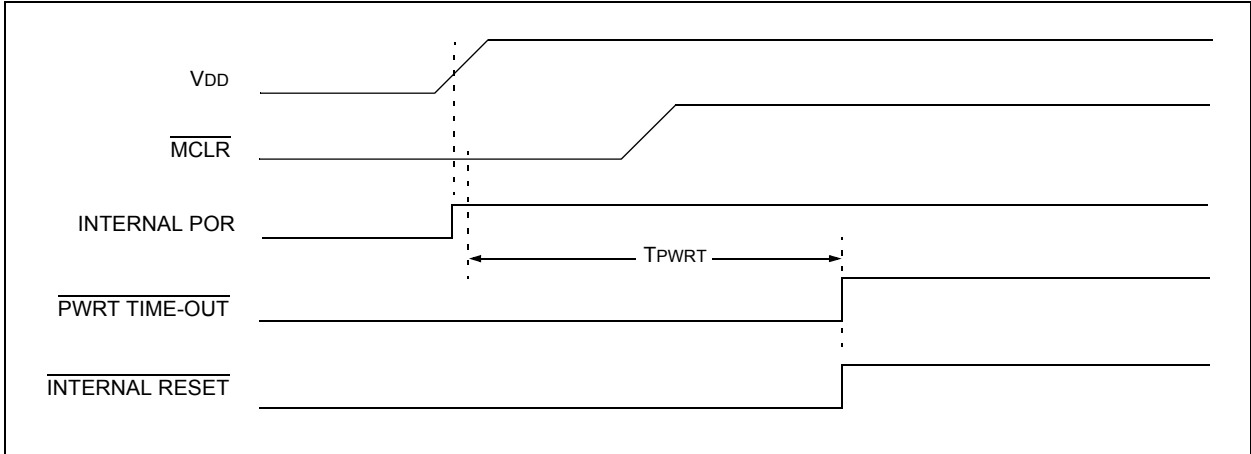 VDD
MCLR
INTERNAL POR
TPWRT
PWRT TIME-OUT
INTERNAL RESET